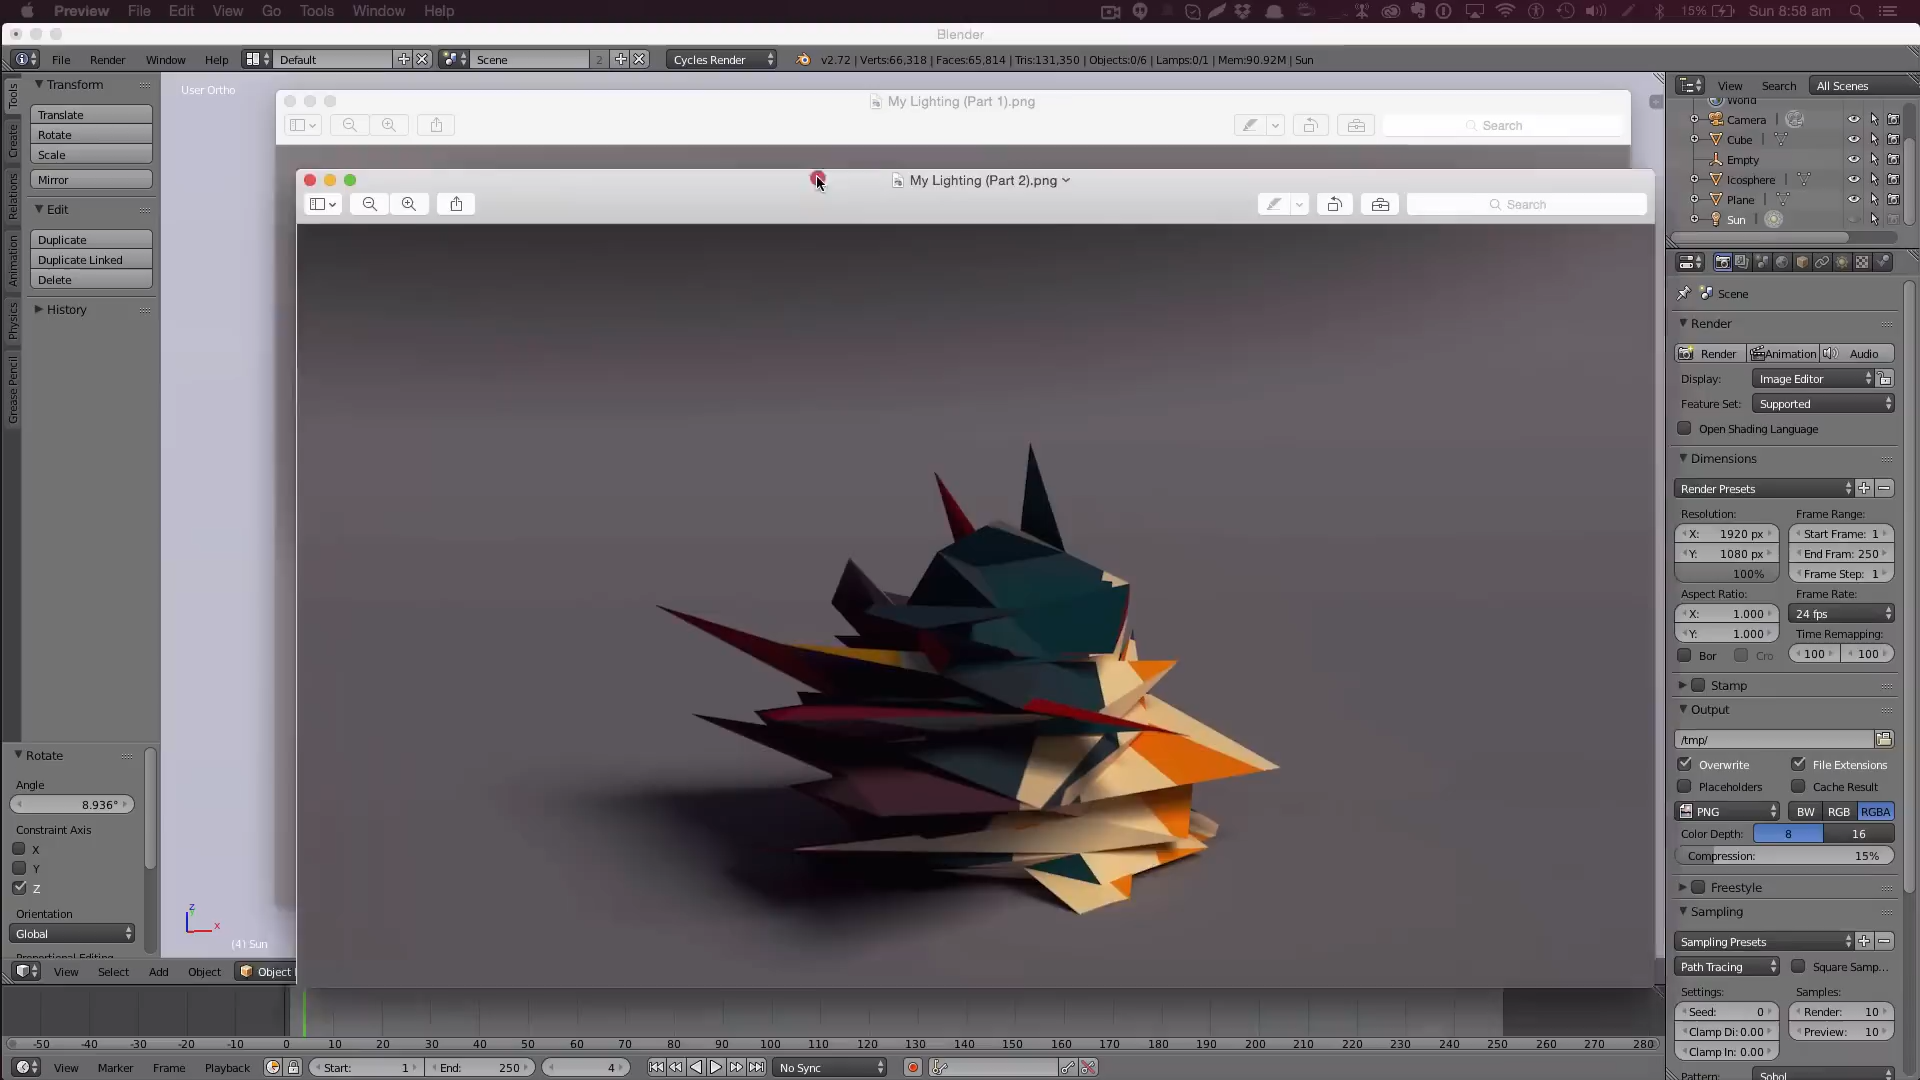 Preview File Edit View Go Tools Window Help 15% Sun 8:58 am
Blender
File Render Window Help Default Scene 2 Cycles Render v2.72 | Verts:66,318 | Faces:65,814 | Tris:131,350 | Objects:0/6 | Lamps:0/1 | Mem:90.92M | Sun
Tools
Create
Relations
Animation
Physics
Grease Pencil
Transform
Translate
Rotate
Scale
Mirror
Edit
Duplicate
Duplicate Linked
Delete
History
User Ortho
My Lighting (Part 1).png
Search
My Lighting (Part 2).png
Search
View Search All Scenes
World
Camera
Cube
Empty
Icosphere
Plane
Sun
Scene
Render
Render Animation Audio
Display: Image Editor
Feature Set: Supported
Open Shading Language
Dimensions
Render Presets
Resolution: Frame Range:
X: 1920 px Start Frame: 1
Y: 1080 px End Fram: 250
100% Frame Step: 1
Aspect Ratio: Frame Rate:
X: 1.000 24 fps
Y: 1.000 Time Remapping:
Bor Cro 100 100
Stamp
Output
/tmp/
Overwrite File Extensions
Placeholders Cache Result
PNG BW RGB RGBA
Color Depth: 8 16
Compression: 15%
Freestyle
Sampling
Sampling Presets
Path Tracing Square Samp...
Settings: Samples:
Seed: 0 Render: 10
Clamp Di: 0.00 Preview: 10
Clamp In: 0.00
Pattern: Sobol
Rotate
Angle
8.936°
Constraint Axis
X
Y
Z
Orientation
Global
Proportional Editing
z
x
(4) Sun
View Select Add Object Object
-50 -40 -30 -20 -10 0 10 20 30 40 50 60 70 80 90 100 110 120 130 140 150 160 170 180 190 200 210 220 230 240 250 260 270 280
View Marker Frame Playback Start: 1 End: 250 4 No Sync